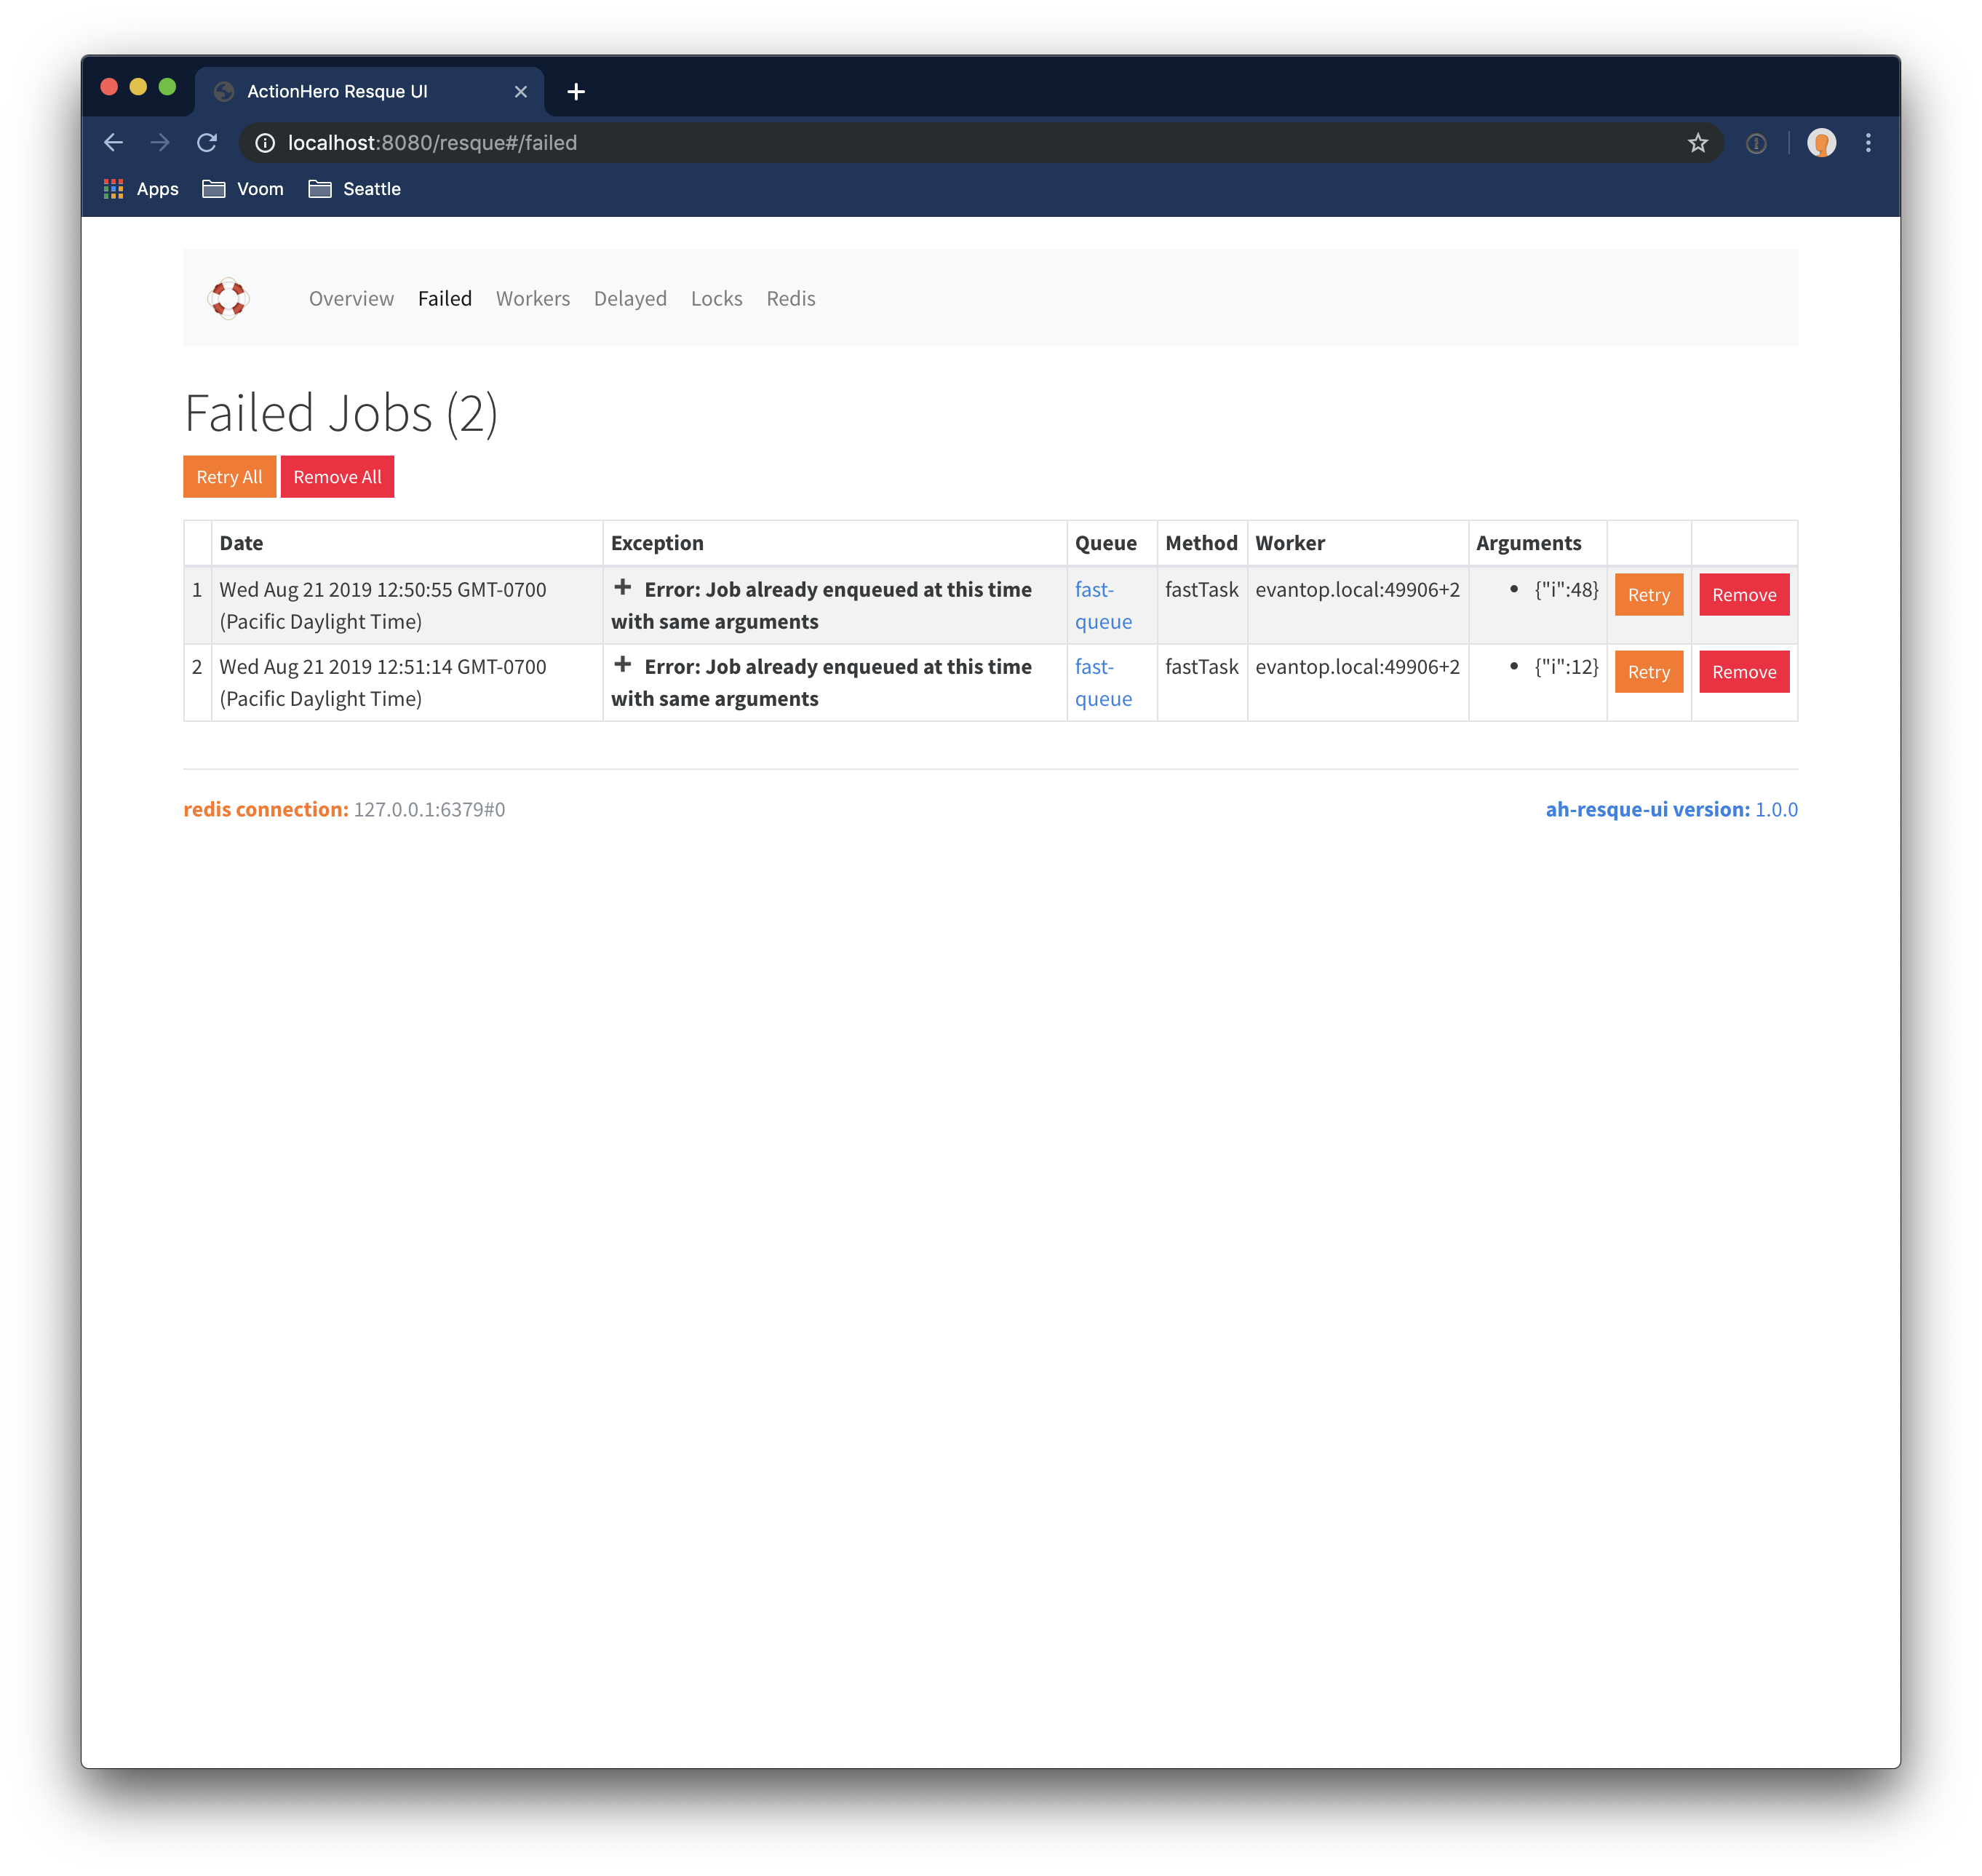 ActionHero Resque UI
localhost:8080/resque#/failed
Apps Voom Seattle
Overview Failed Workers Delayed Locks Redis
Failed Jobs (2)
Retry All Remove All
Date Exception Queue Method Worker Arguments
1 Wed Aug 21 2019 12:50:55 GMT-0700 Error: Job already enqueued at this time fast- fastTask evantop.local:49906+2 • {"i":48} Retry Remove
(Pacific Daylight Time) with same arguments queue
2 Wed Aug 21 2019 12:51:14 GMT-0700 Error: Job already enqueued at this time fast- fastTask evantop.local:49906+2 • {"i":12} Retry Remove
(Pacific Daylight Time) with same arguments queue
redis connection: 127.0.0.1:6379#0 ah-resque-ui version: 1.0.0